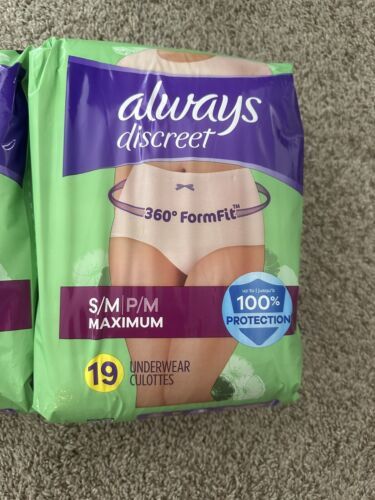 always
discreet
360° FormFit™
S/M P/M
MAXIMUM
up to | jusqu'à
100%
PROTECTION
19 UNDERWEAR
CULOTTES